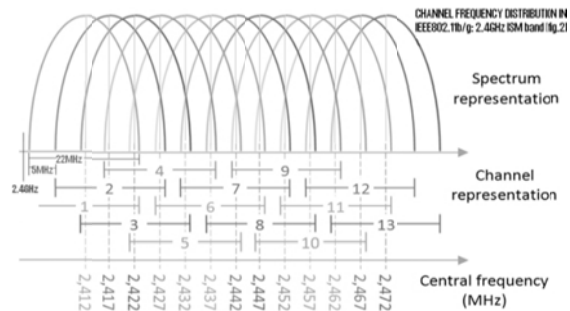 CHANNEL FREQUENCY DISTRIBUTION IN
IEEE802.11b/g: 2.4GHz ISM band (fig.2)
Spectrum
representation
22MHz
5MHz
2.4GHz
4
9
2
7
12
Channel
representation
1
6
11
3
8
13
5
10
2,412
2,417
2,422
2,427
2,432
2,437
2,442
2,447
2,452
2,457
2,462
2,467
2,472
Central frequency
(MHz)